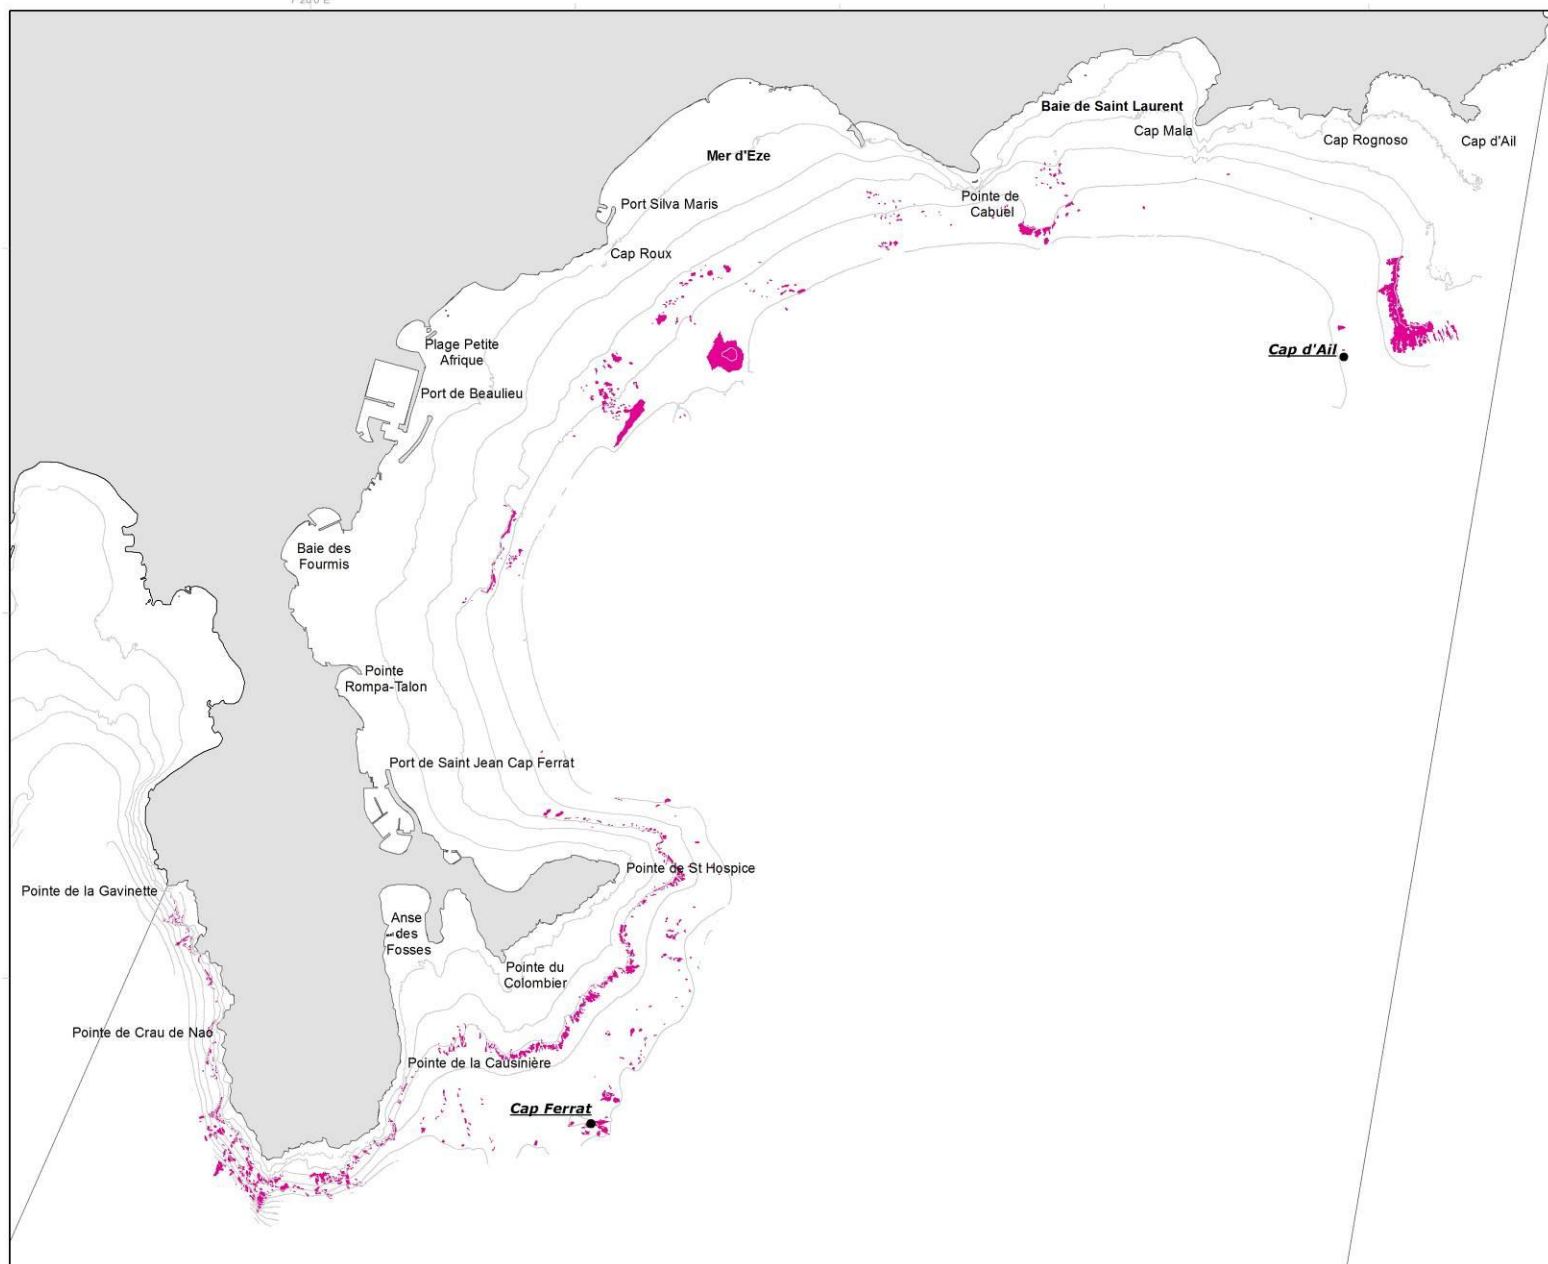 Baie de Saint Laurent
Cap Mala
Cap Rognoso
Cap d'Ail
Mer d'Eze
Pointe de
Cabuel
Port Silva Maris
Cap Roux
Plage Petite
Afrique
Cap d'Ail
Port de Beaulieu
Baie des
Fourmis
Pointe
Rompa-Talon
Port de Saint Jean Cap Ferrat
Pointe de St Hospice
Pointe de la Gavinette
Anse
des
Fosses
Pointe du
Colombier
Pointe de Crau de Nao
Pointe de la Causinière
Cap Ferrat